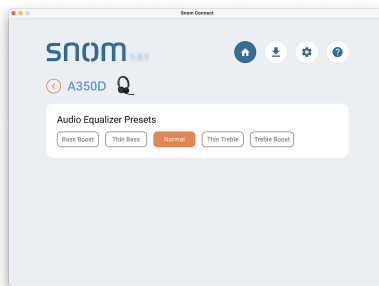 Snom Connect
snom
A350D
Audio Equalizer Presets
Bass Boost
Thin Bass
Normal
Thin Treble
Treble Boost